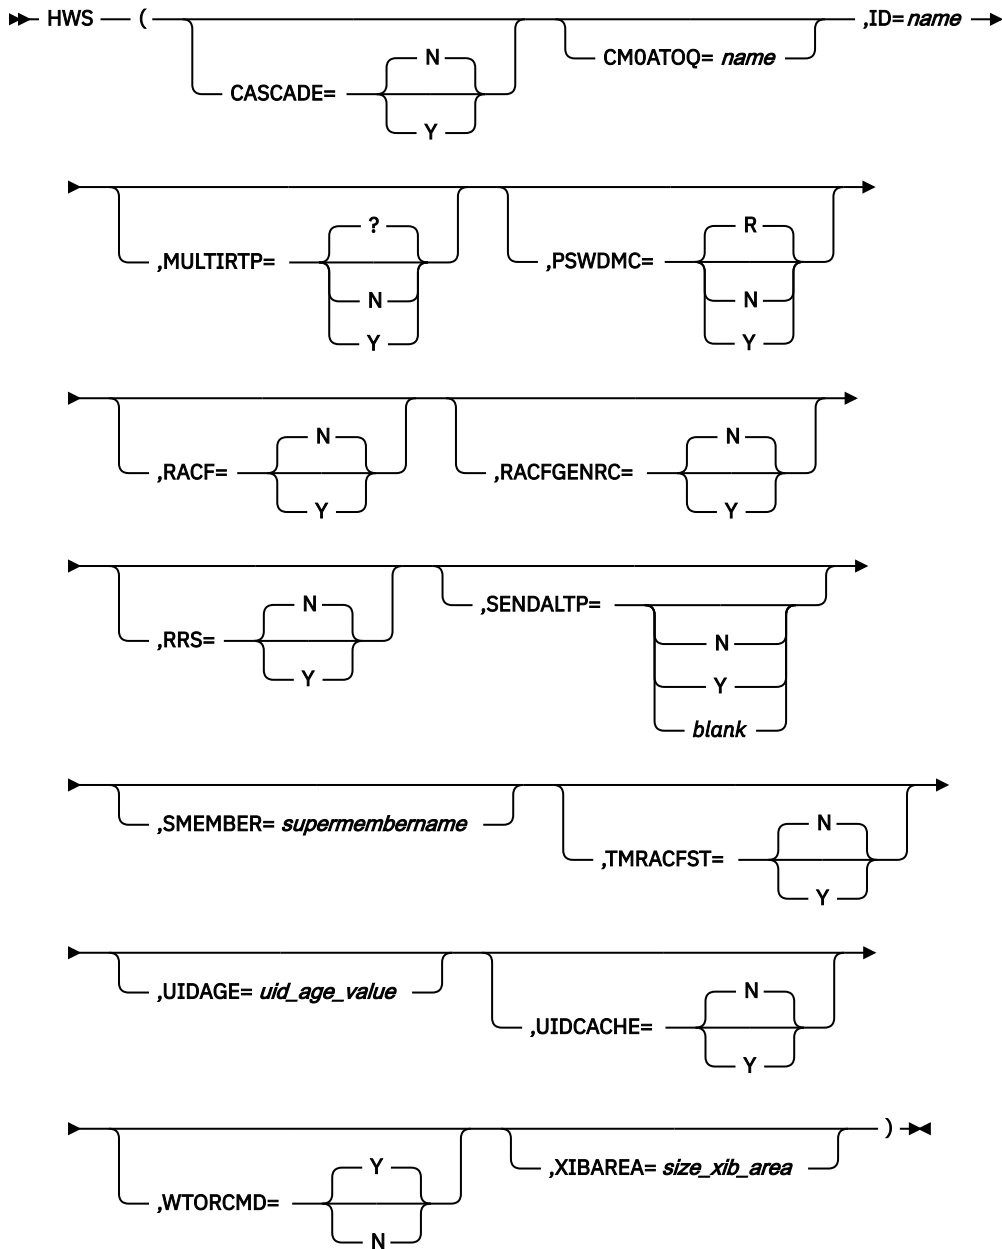 HWS ( ,ID= name
N
CM0ATOQ= name
CASCADE=
Y
?
R
,MULTIRTP= ,PSWDMC=
N N
Y Y
N N
,RACF= ,RACFGENRC=
Y Y
N ,SENDALTP=
,RRS= N
Y Y
blank
,SMEMBER= supermembername N
,TMRACFST=
Y
,UIDAGE= uid_age_value N
,UIDCACHE=
Y
)
Y ,XIBAREA= size_xib_area
,WTORCMD=
N